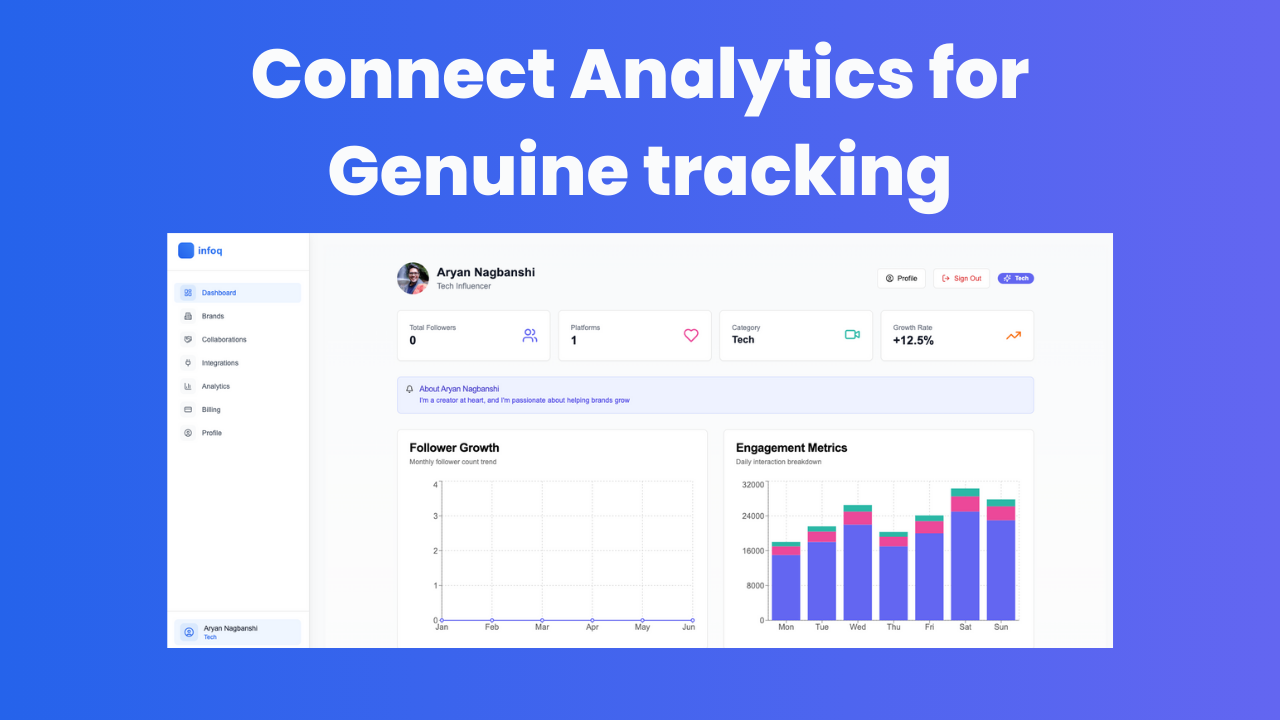 Connect Analytics for
Genuine tracking
infoq
Dashboard
Brands
Collaborations
Integrations
Analytics
Billing
Profile
Aryan Nagbanshi
Tech
Aryan Nagbanshi
Tech influencer
Profile
Sign Out
Tech
Total Followers
0
Platforms
1
Category
Tech
Growth Rate
+12.5%
About Aryan Nagbanshi
I'm a creator at heart, and I'm passionate about helping brands grow
Follower Growth
Monthly follower count trend
4
3
2
1
0
Jan Feb Mar Apr May Jun
Engagement Metrics
Daily interaction breakdown
32000
24000
16000
8000
0
Mon Tue Wed Thu Fri Sat Sun